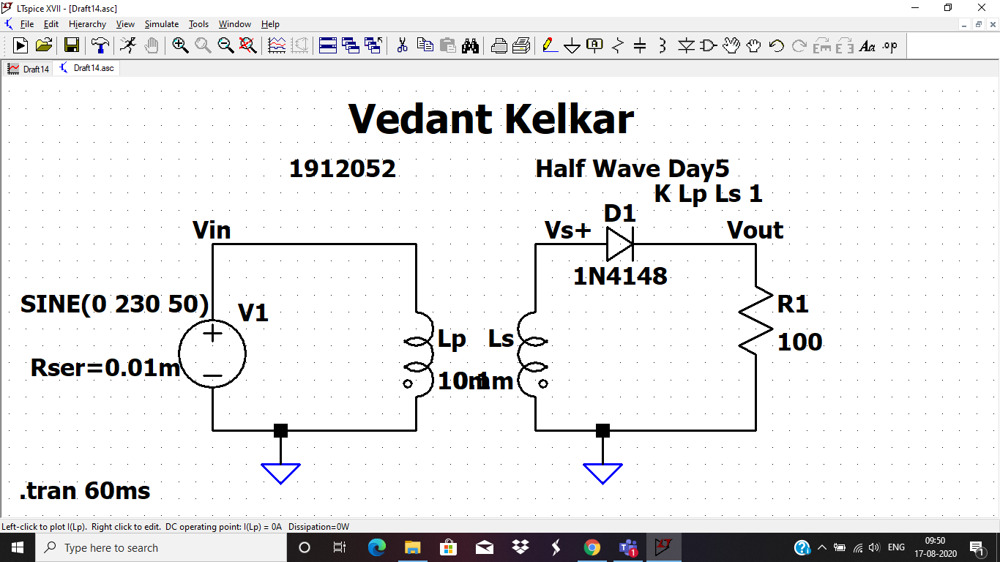 LTspice XVII - [Draft14.asc]
File Edit Hierarchy View Simulate Tools Window Help
Draft14 Draft14.asc
Vedant Kelkar
1912052 Half Wave Day5
K Lp Ls 1
D1
Vin Vs+ Vout
1N4148
SINE(0 230 50) V1 R1
Lp Ls 100
Rser=0.01m
10m
.tran 60ms
Left-click to plot I(Lp). Right click to edit. DC operating point: I(Lp) = 0A Dissipation=0W
Type here to search
ENG 09:50
17-08-2020